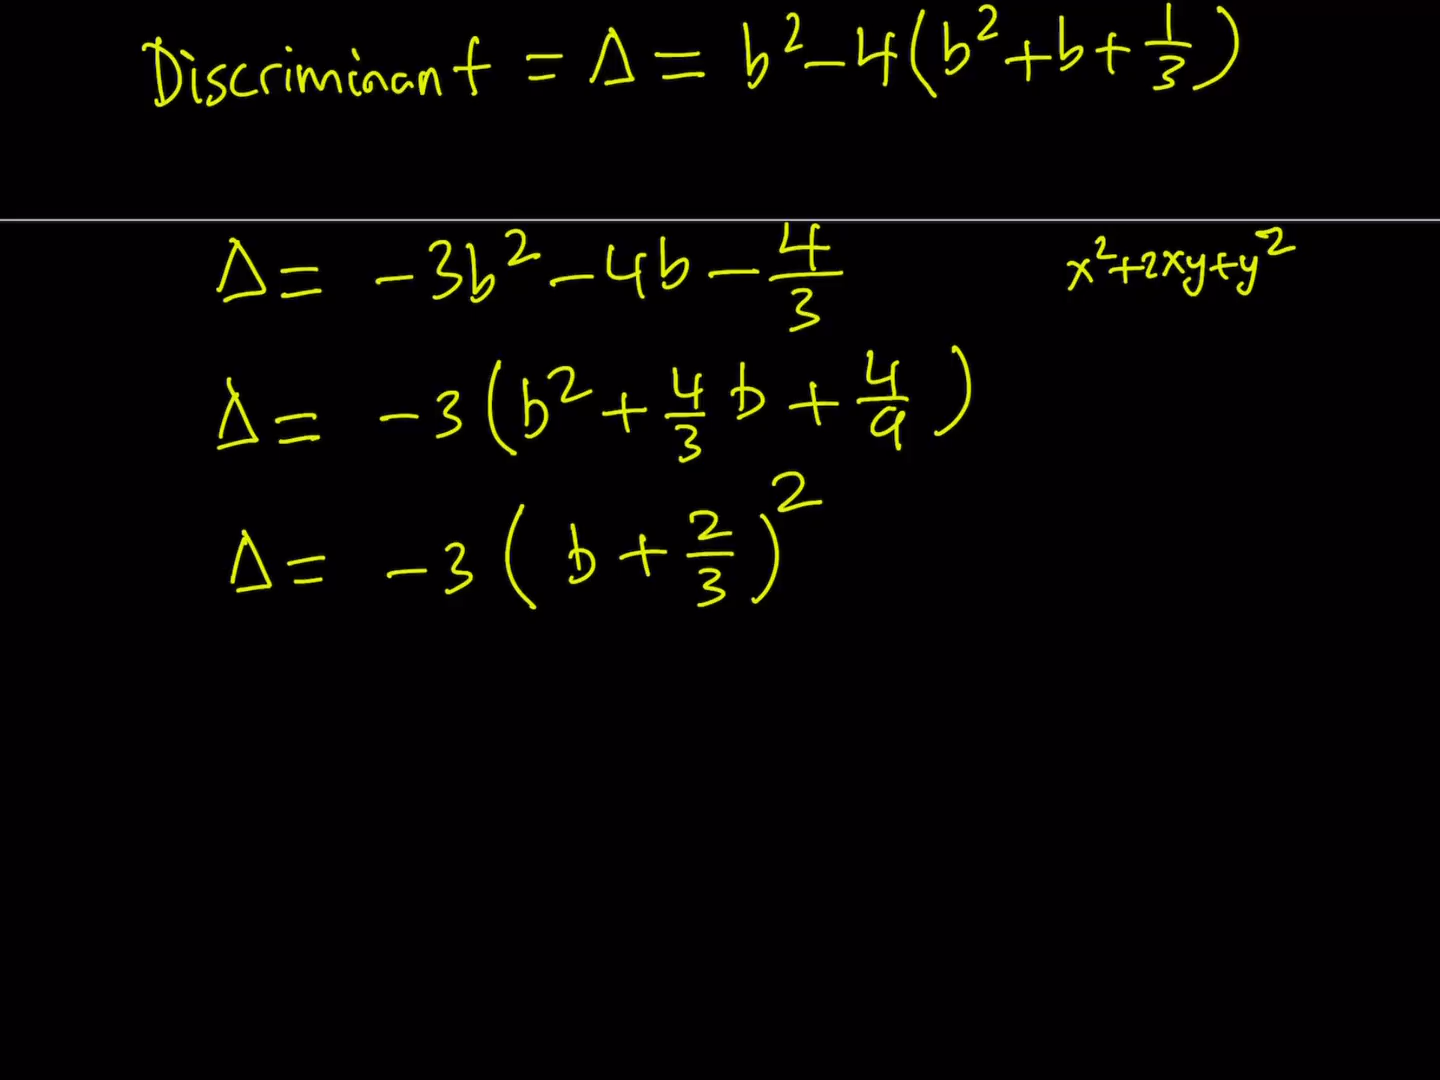 Discriminant = Δ = b² - 4(b² + b + 1/3)
Δ = -3b² - 4b - 4/3
x² + 2xy + y²
Δ = -3(b² + 4/3 b + 4/9)
Δ = -3(b + 2/3)²